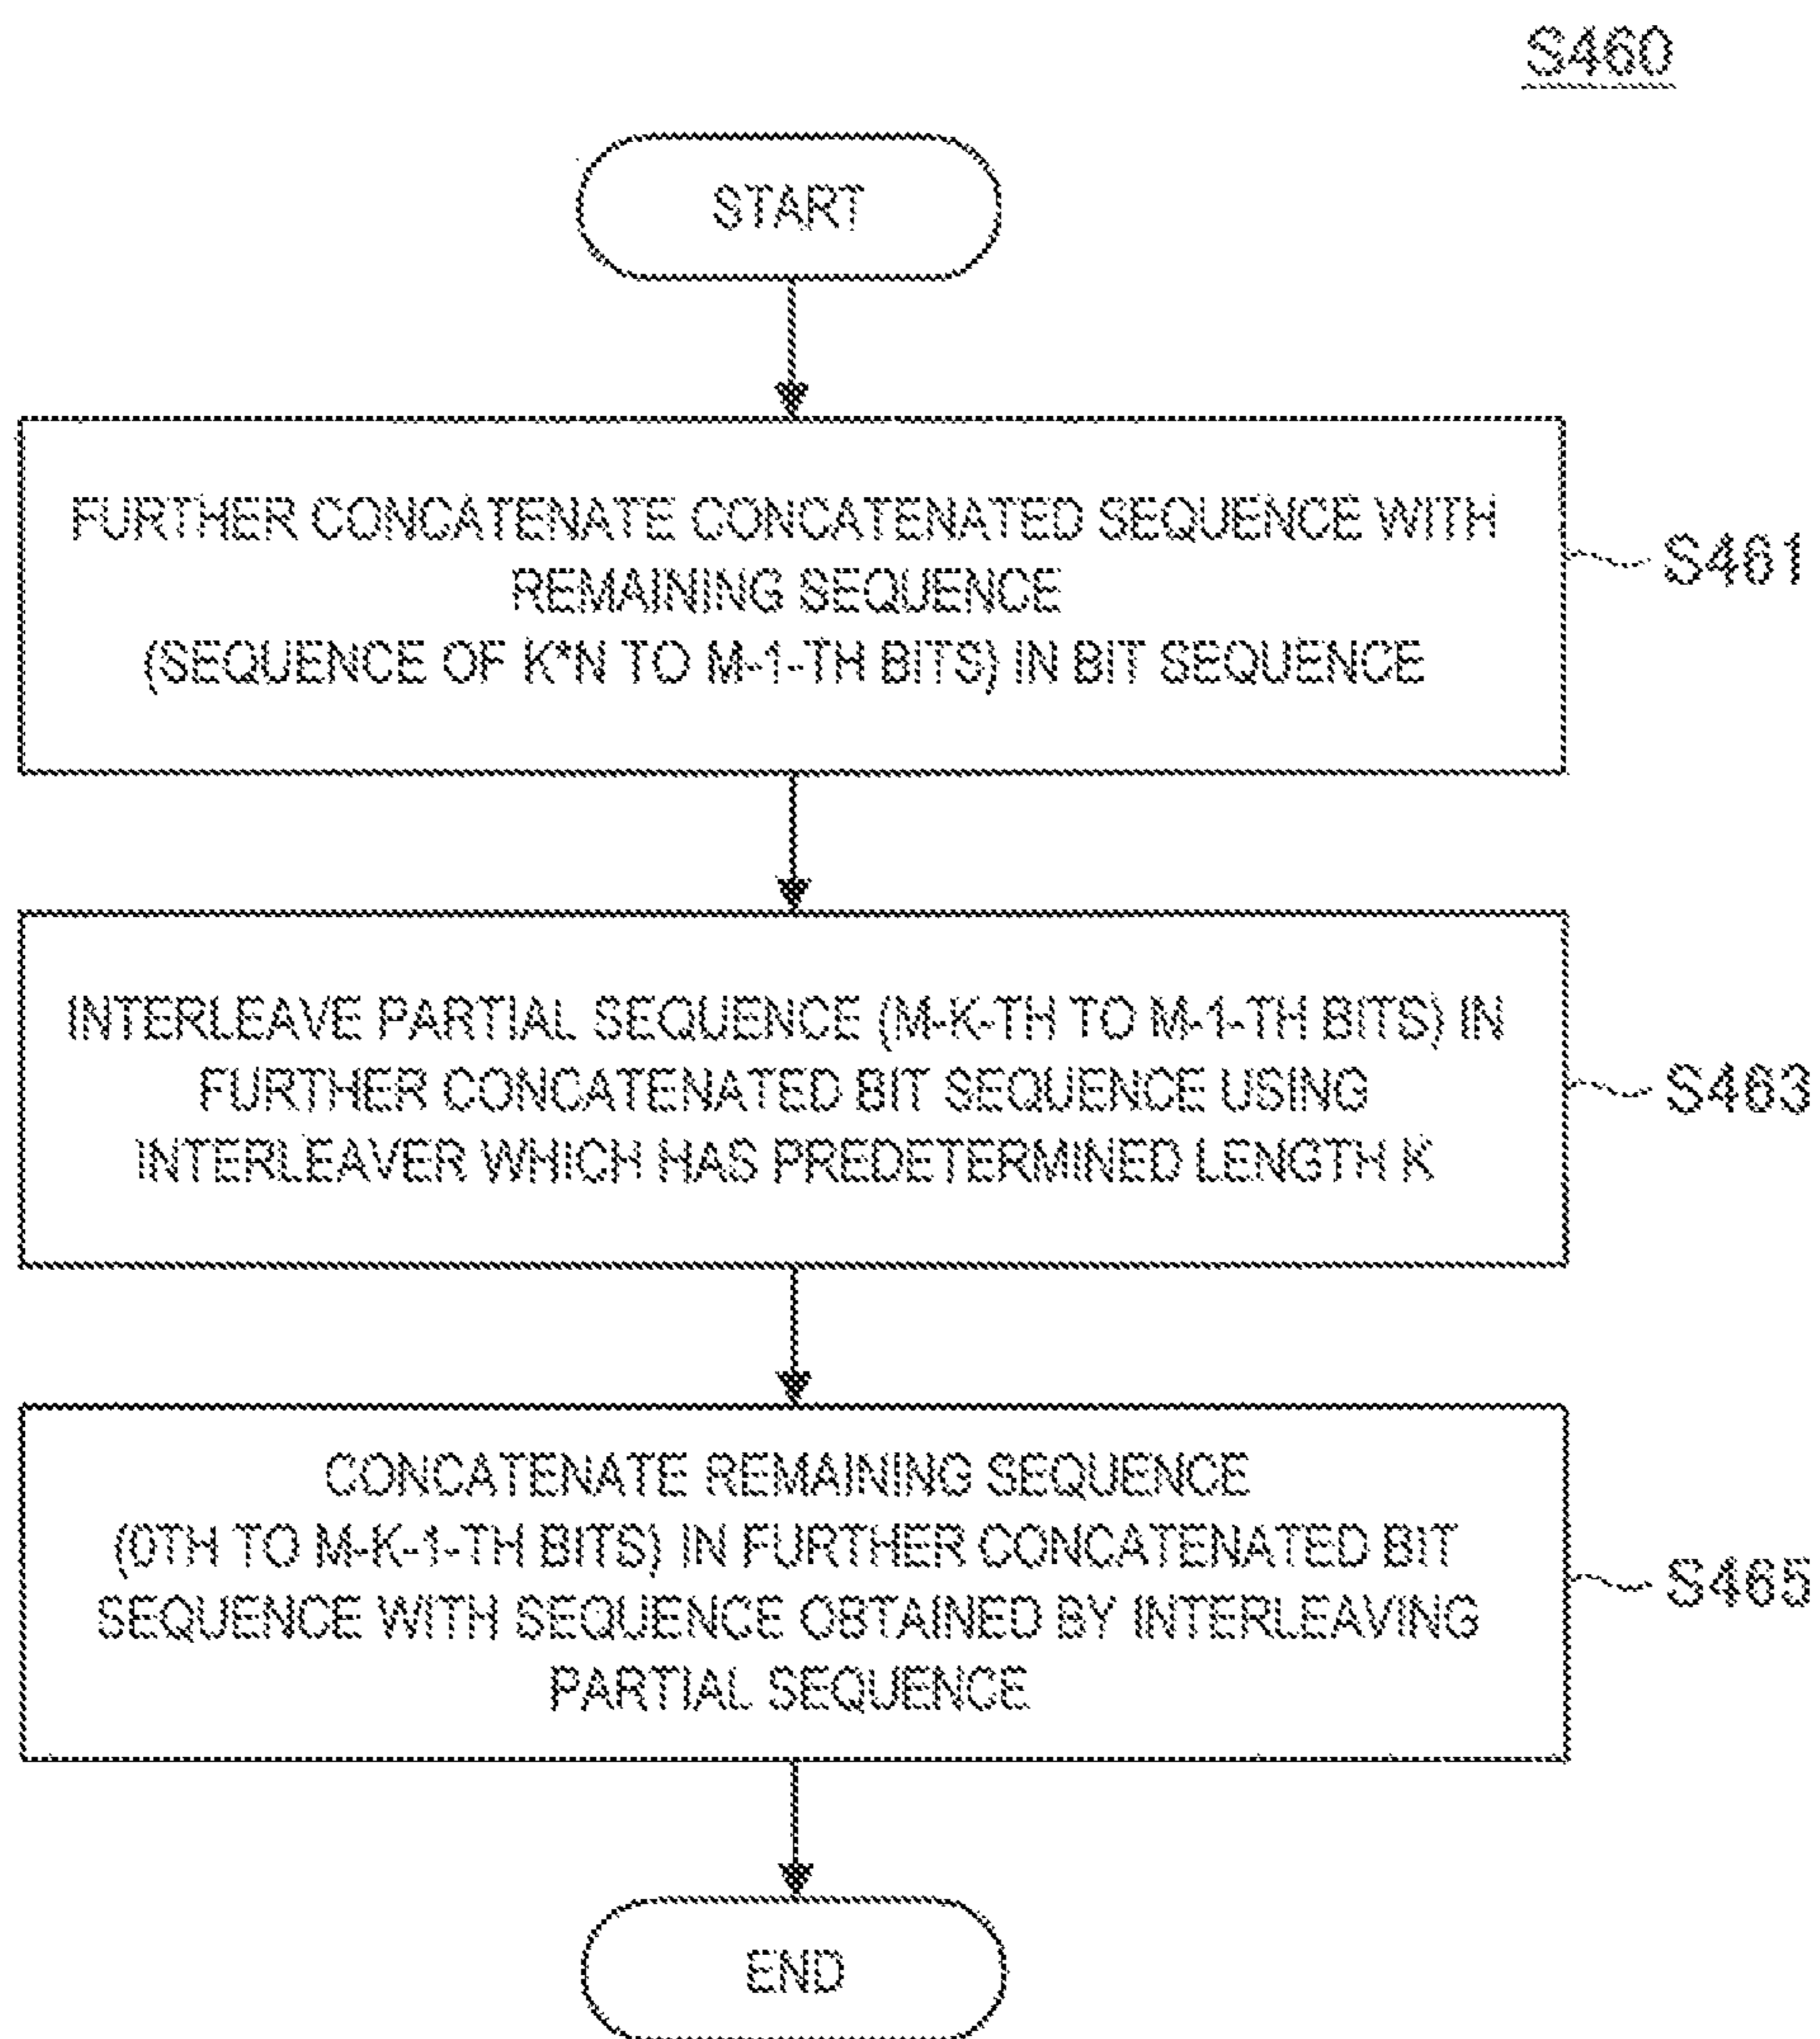 S460
START
FURTHER CONCATENATE CONCATENATED SEQUENCE WITH
REMAINING SEQUENCE
(SEQUENCE OF K*N TO M-1-TH BITS) IN BIT SEQUENCE
S461
INTERLEAVE PARTIAL SEQUENCE (M-K-TH TO M-1-TH BITS) IN
FURTHER CONCATENATED BIT SEQUENCE USING
INTERLEAVER WHICH HAS PREDETERMINED LENGTH K
S463
CONCATENATE REMAINING SEQUENCE
(0TH TO M-K-1-TH BITS) IN FURTHER CONCATENATED BIT
SEQUENCE WITH SEQUENCE OBTAINED BY INTERLEAVING
PARTIAL SEQUENCE
S465
END